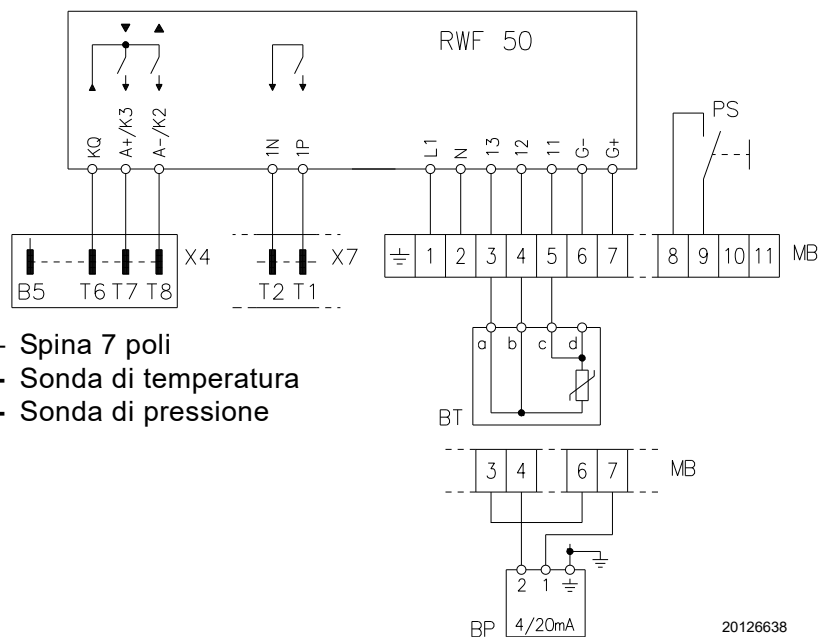 RWF 50
KQ A+/K3 A-/K2 1N 1P L1 N 13 12 11 G- G+
PS
B5 T6 T7 T8 X4
T2 T1 X7
1 2 3 4 5 6 7 8 9 10 11 MB
- Spina 7 poli
- Sonda di temperatura
- Sonda di pressione
a b c d
BT
3 4 6 7 MB
2 1
BP 4/20mA
20126638